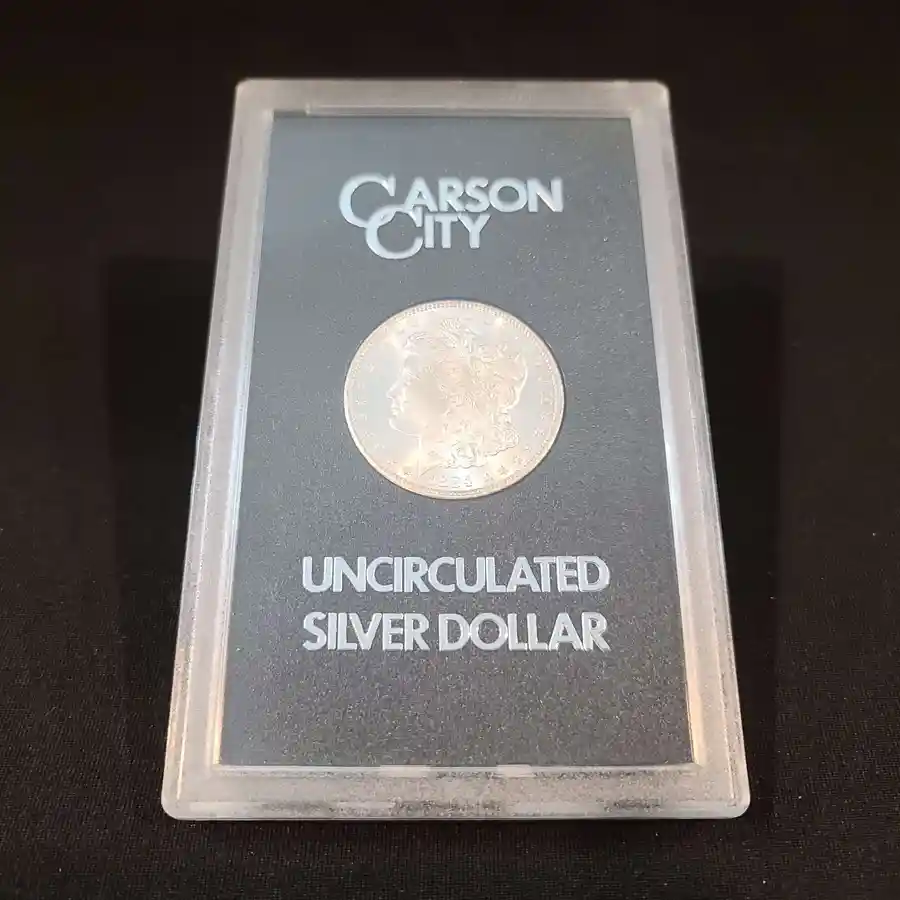 CARSON
CITY
UNCIRCULATED
SILVER DOLLAR